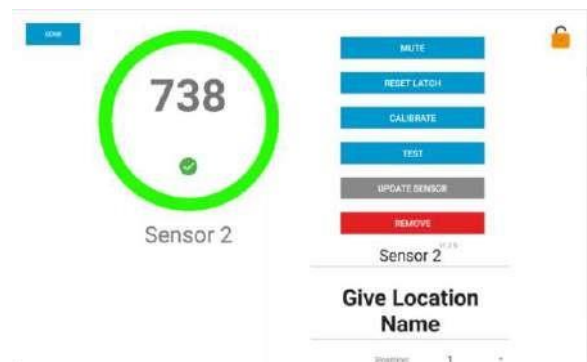 738
Sensor 2
MUTE
RESET LATCH
CALIBRATE
TEST
UPDATE SENSOR
REMOVE
Sensor 2
Give Location
Name
1